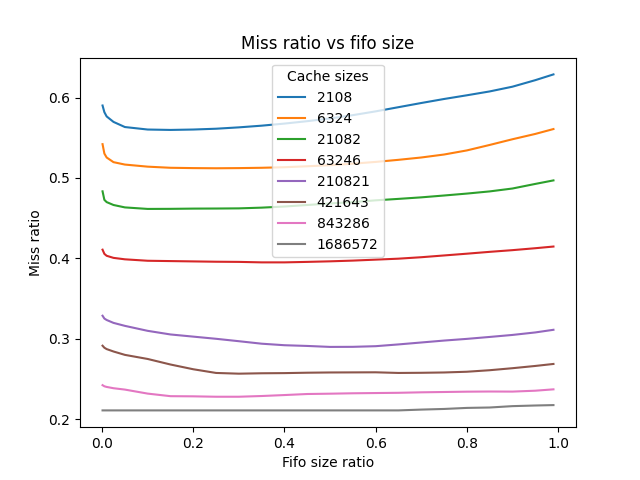 Miss ratio vs fifo size
Cache sizes
2108
6324
21082
63246
210821
421643
843286
1686572
Miss ratio
0.6
0.5
0.4
0.3
0.2
0.0 0.2 0.4 0.6 0.8 1.0
Fifo size ratio